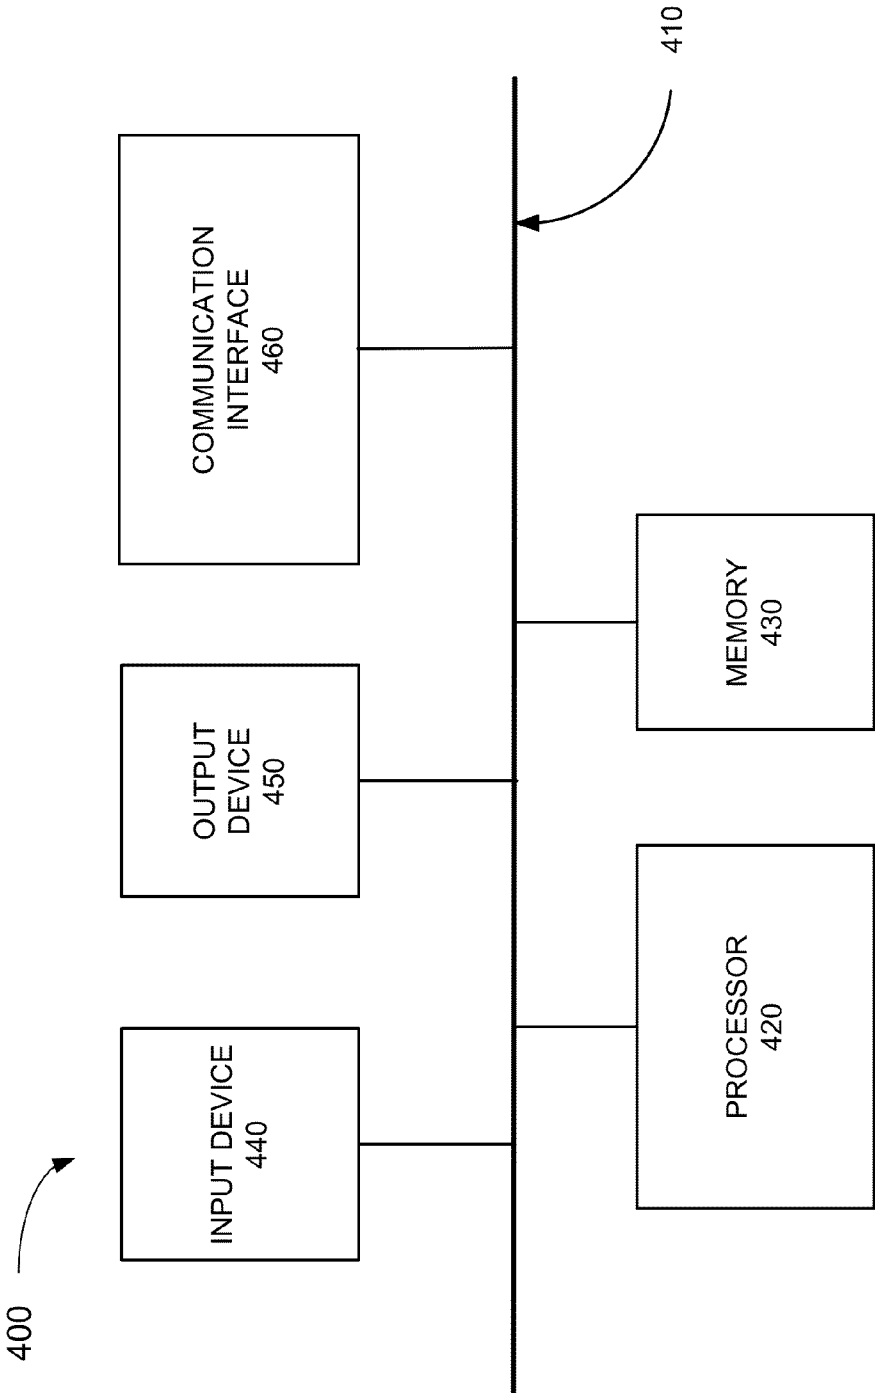 400
INPUT DEVICE
440
OUTPUT
DEVICE
450
COMMUNICATION
INTERFACE
460
410
PROCESSOR
420
MEMORY
430